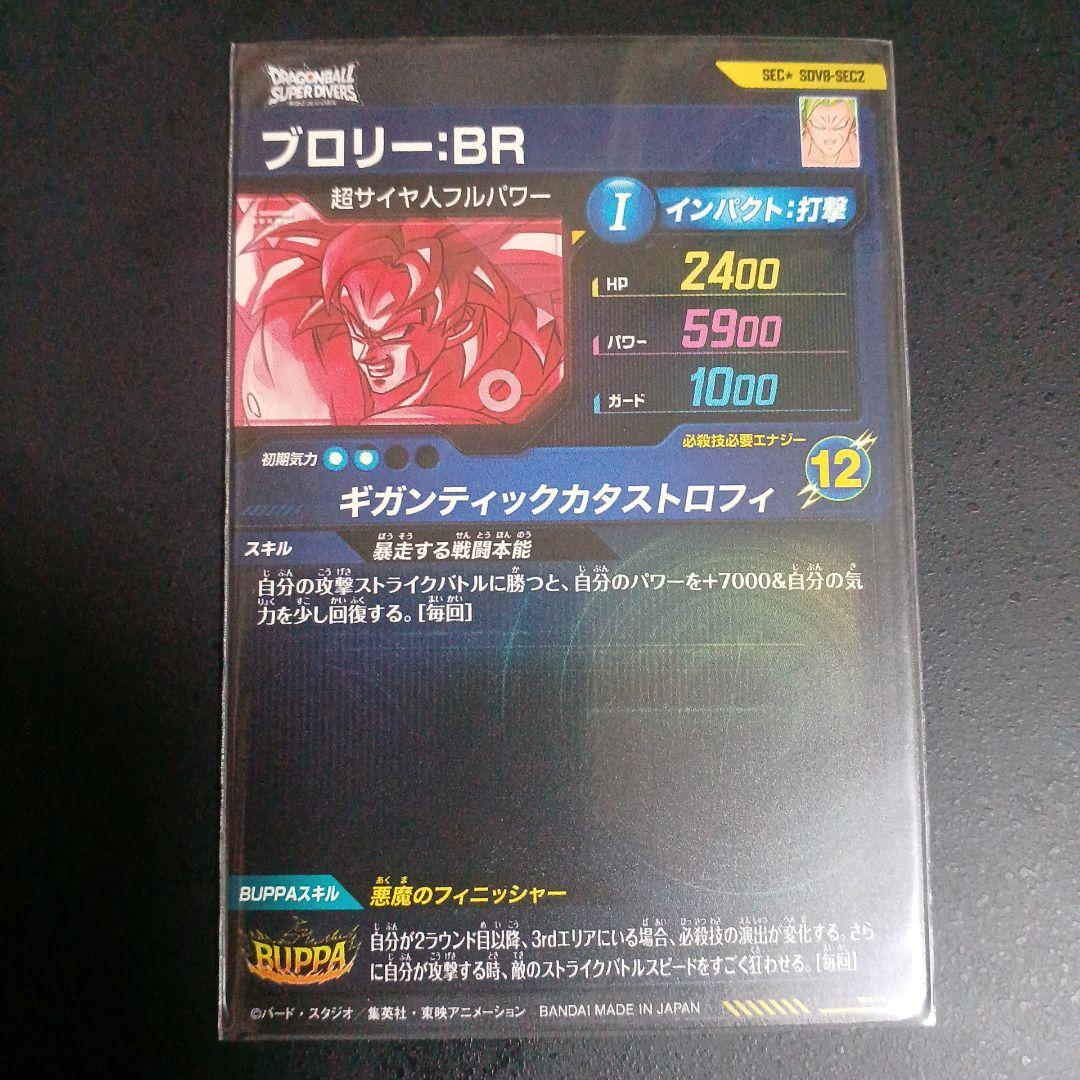 DRAGONBALL
SUPER DIVERS
SEC★ SDV8-SEC2
ブロリー:BR
超サイヤ人フルパワー
I インパクト:打撃
HP 2400
パワー 5900
ガード 1000
初期気力
必殺技必要エナジー
12
ギガンティックカタストロフィ
スキル 暴走する戦闘本能
自分の攻撃ストライクバトルに勝つと、自分のパワーを+7000&自分の気
力を少し回復する。[毎回]
BUPPAスキル 悪魔のフィニッシャー
BUPPA
自分が2ラウンド目以降、3rdエリアにいる場合、必殺技の演出が変化する。さら
に自分が攻撃する時、敵のストライクバトルスピードをすごく狂わせる。[毎回]
©バード・スタジオ/集英社・東映アニメーション BANDAI MADE IN JAPAN